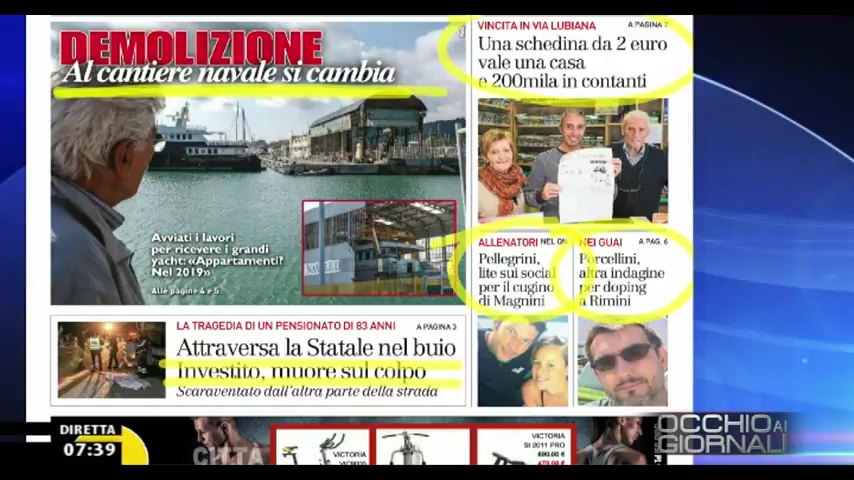 DEMOLIZIONE
Al cantiere navale si cambia
Avviati i lavori
per ricevere i grandi
yacht: «Appartamenti?
Nel 2019»
Alle pagine 4 e 5
VINCITA IN VIA LUBIANA
A PAGINA 7
Una schedina da 2 euro
vale una casa
e 200mila in contanti
ALLENATORI
Pellegrini,
lite sui social
per il cugino
di Magnini
NEI GUAI
A PAG. 6
Porcellini,
altra indagine
per doping
a Rimini
LA TRAGEDIA DI UN PENSIONATO DI 83 ANNI
A PAGINA 3
Attraversa la Statale nel buio
Investito, muore sul colpo
Scaraventato dall'altra parte della strada
DIRETTA
07:39
VICTORIA
VICTORIA
SI 2011 PRO
OCCHIO AI
GIORNALI